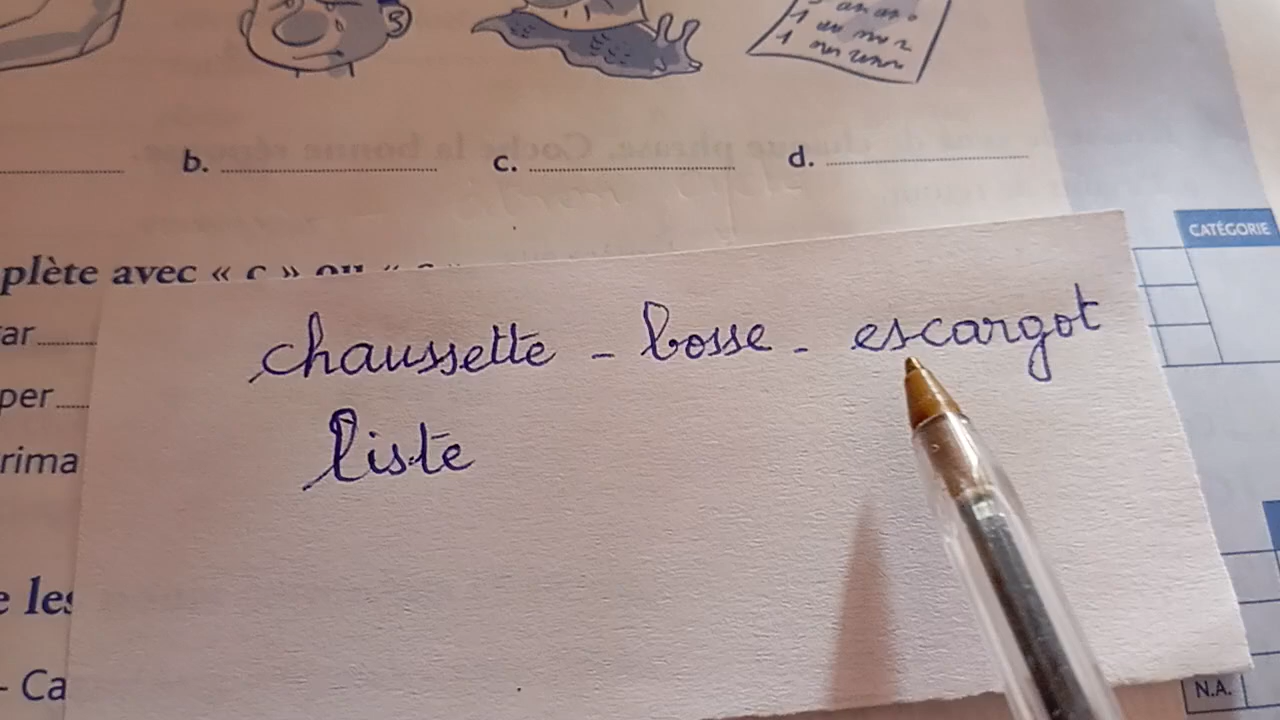 b. c. d.
plète avec « c » ou «
CATÉGORIE
ar
chaussette - bosse - escargot
per
liste
rima
e les
- Ca
N.A.